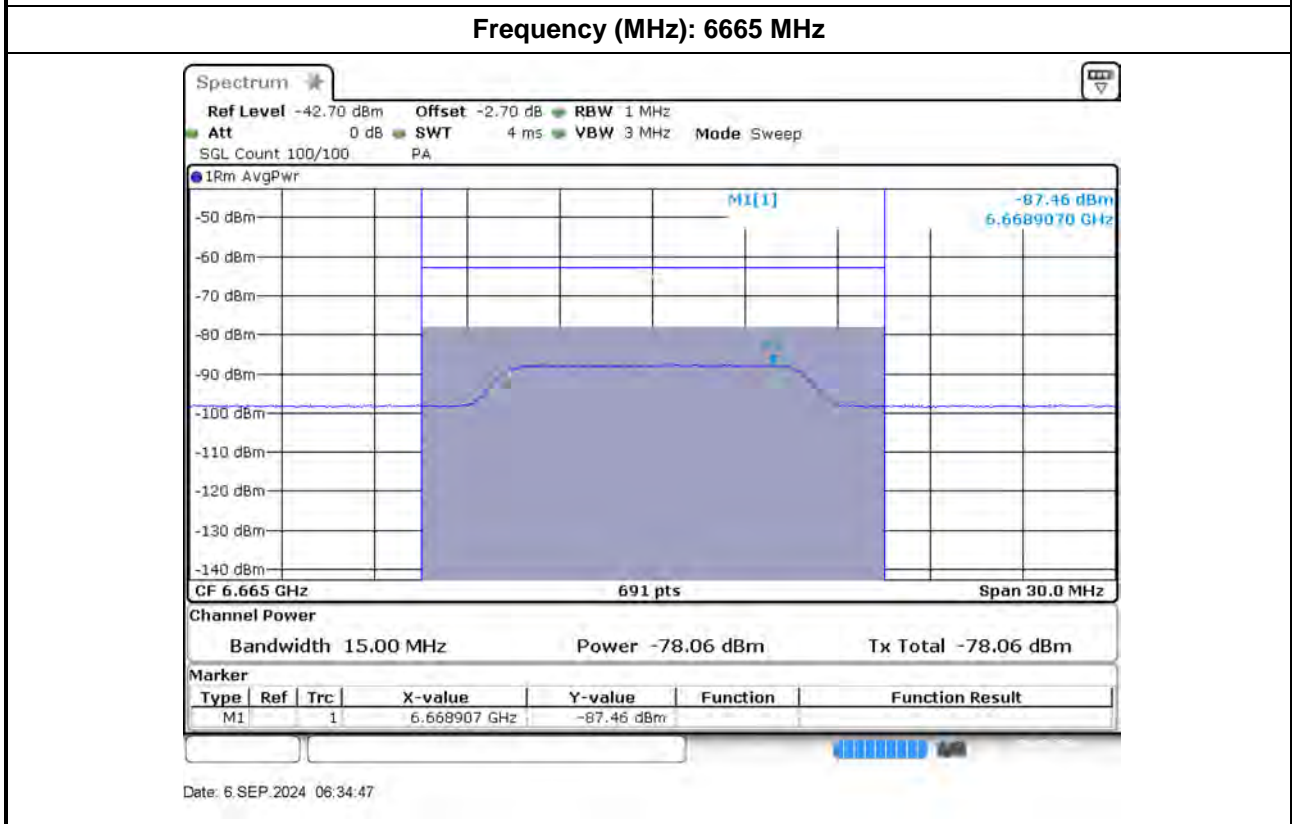 Frequency (MHz): 6665 MHz
Spectrum
Ref Level -42.70 dBm Offset -2.70 dB RBW 1 MHz
Att 0 dB SWT 4 ms VBW 3 MHz Mode Sweep
SGL Count 100/100 PA
1Rm AvgPwr
M1[1] -87.46 dBm
6.6689070 GHz
-50 dBm
-60 dBm
-70 dBm
-80 dBm
-90 dBm
-100 dBm
-110 dBm
-120 dBm
-130 dBm
-140 dBm
CF 6.665 GHz 691 pts Span 30.0 MHz
Channel Power
Bandwidth 15.00 MHz Power -78.06 dBm Tx Total -78.06 dBm
Marker
Type Ref Trc X-value Y-value Function Function Result
M1 1 6.668907 GHz -87.46 dBm
Date: 6.SEP.2024 06:34:47